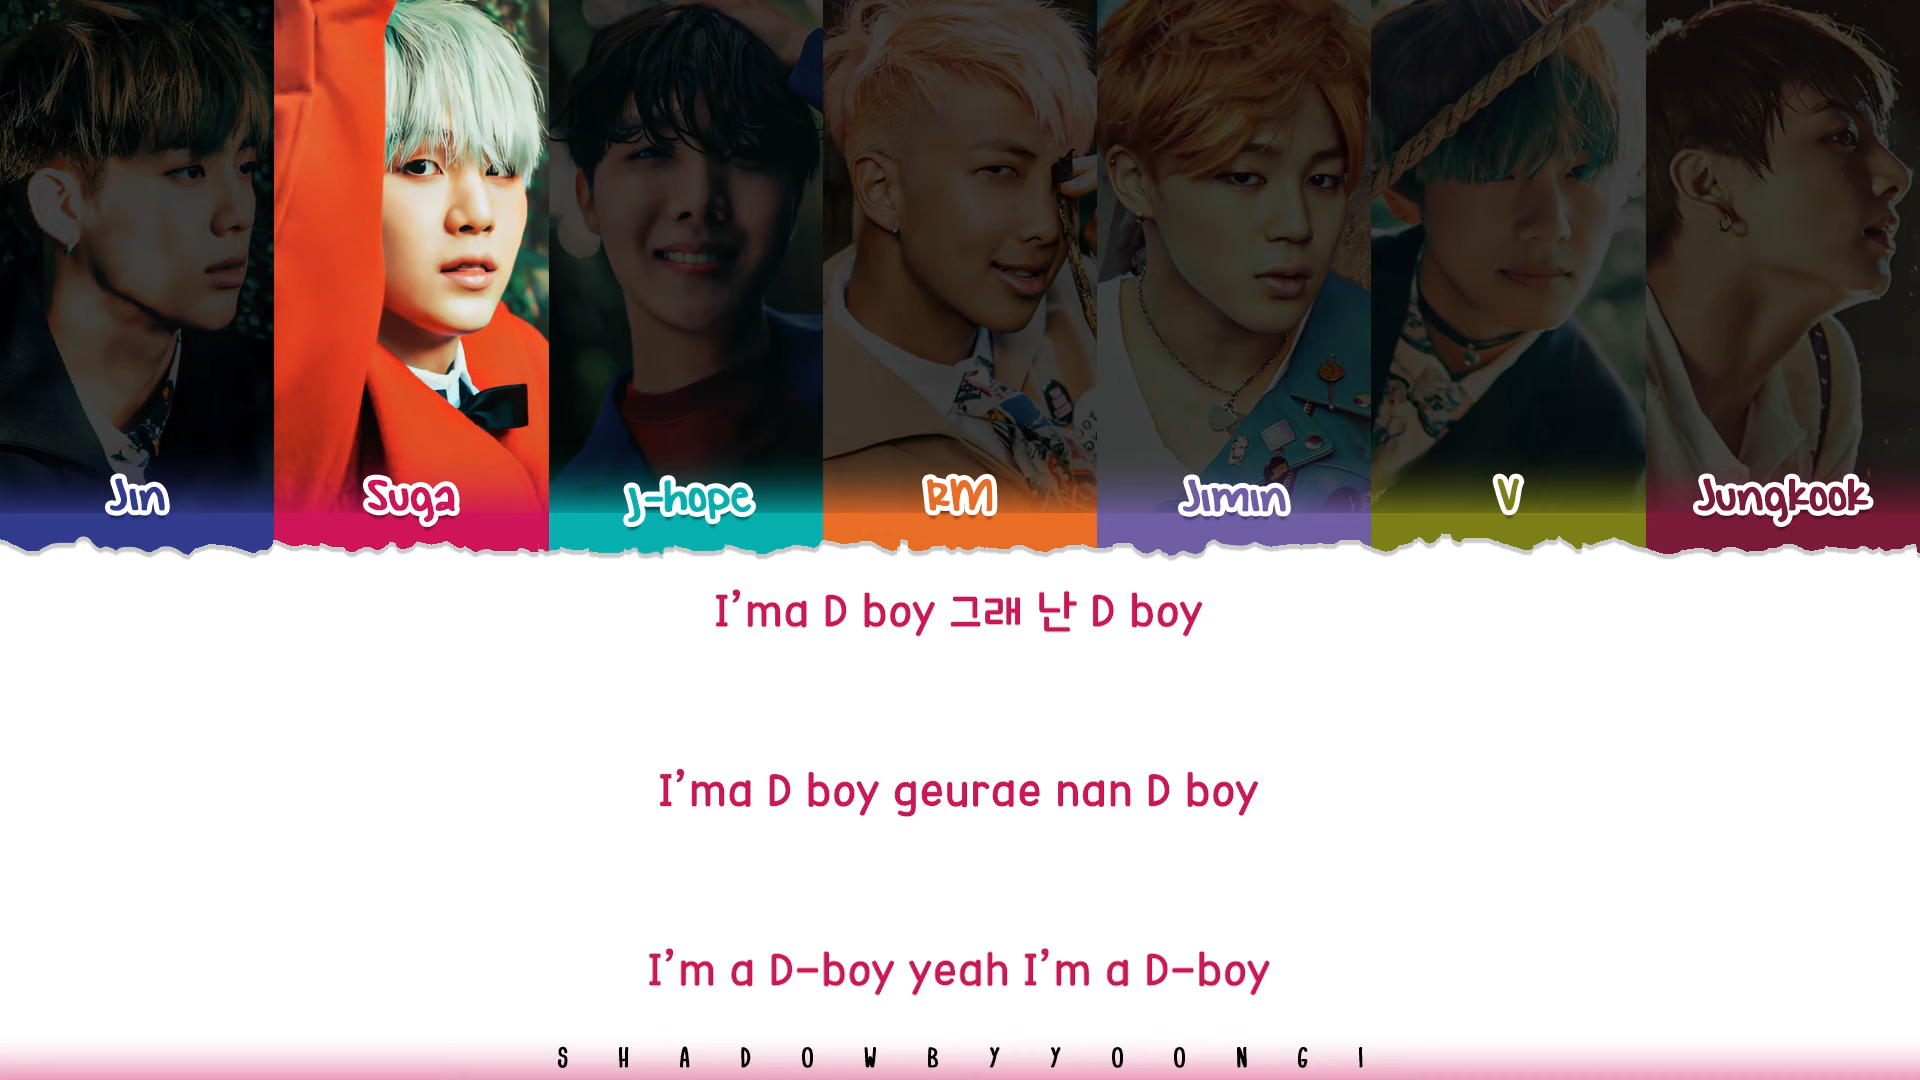 Jin Suga J-hope RM Jimin V Jungkook
I'ma D boy 그래 난 D boy
I'ma D boy geurae nan D boy
I'm a D-boy yeah I'm a D-boy
S H A D O W B Y Y O O N G I